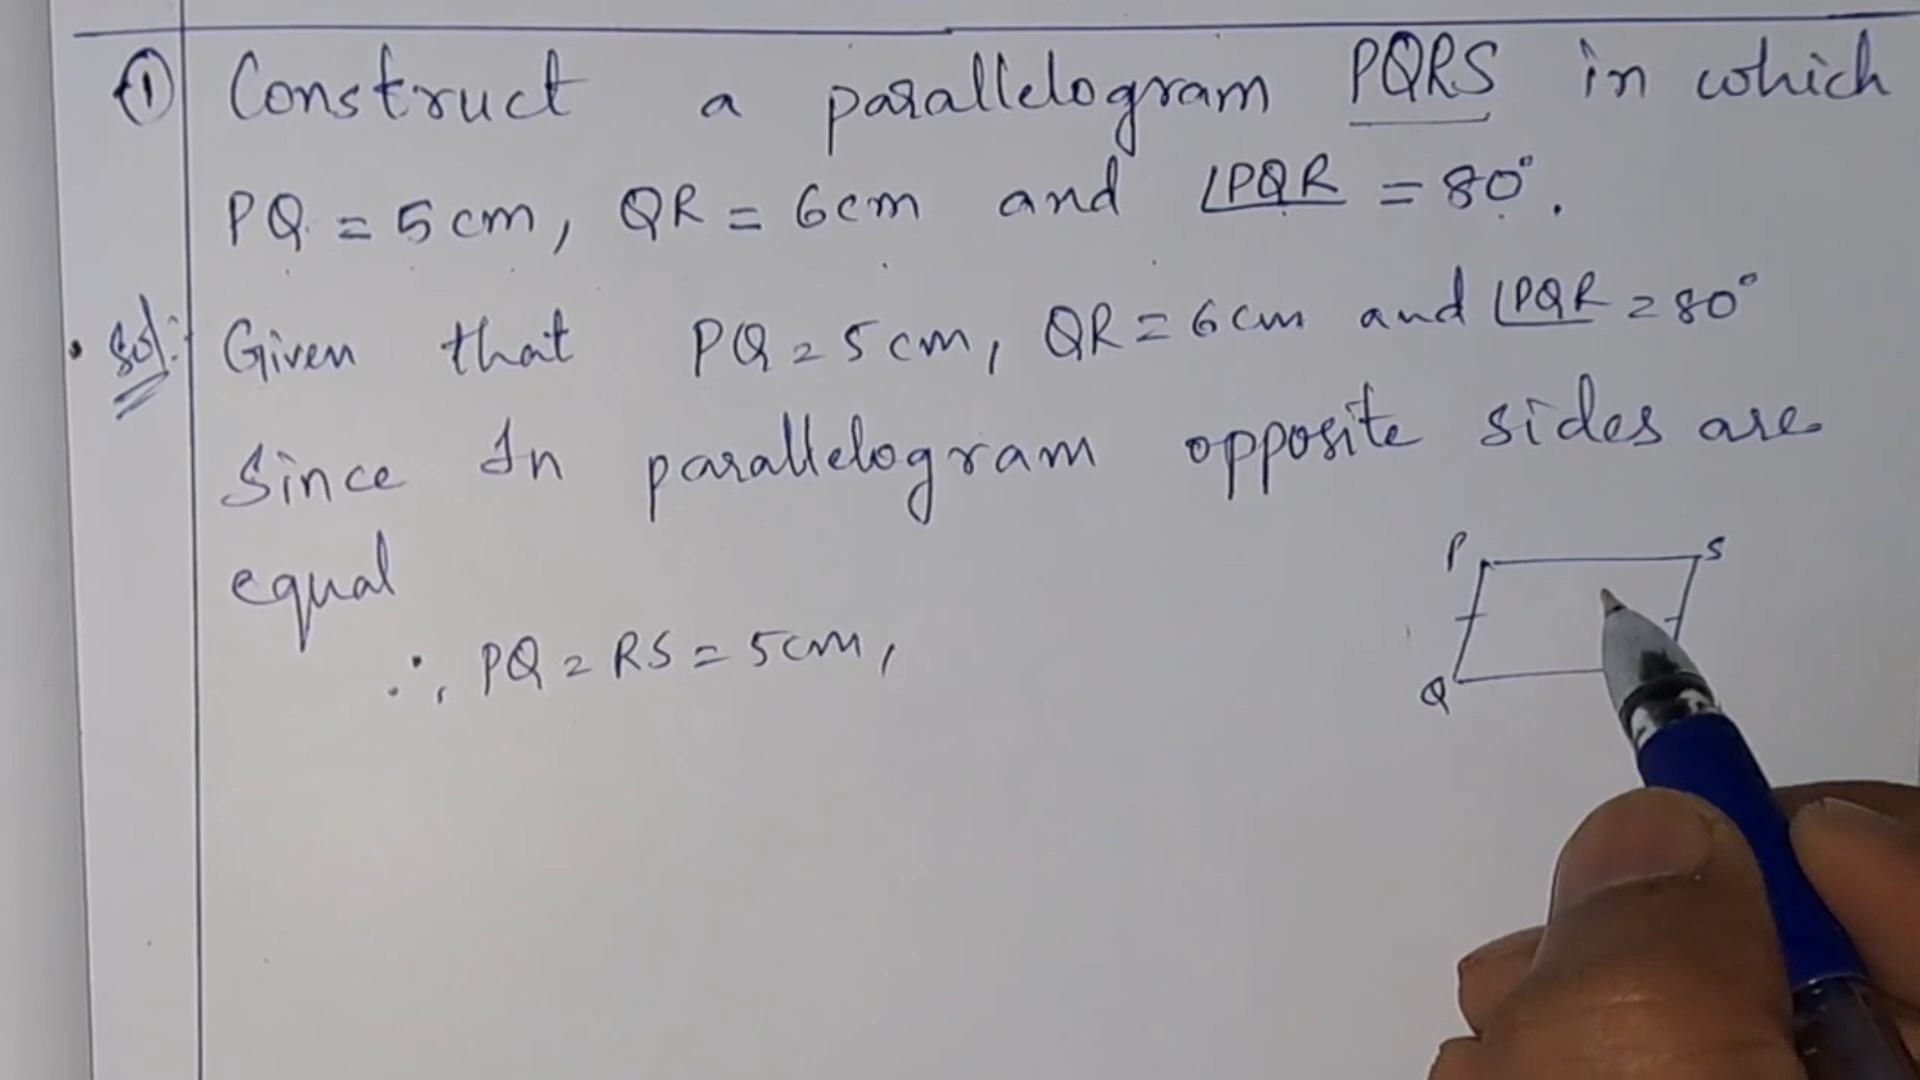 ① Construct a parallelogram PQRS in which
PQ = 5cm, QR = 6cm and ∠PQR = 80°.
Sol: Given that PQ = 5cm, QR = 6cm and ∠PQR = 80°
Since In parallelogram opposite sides are
equal
P S
∴, PQ = RS = 5cm,
Q